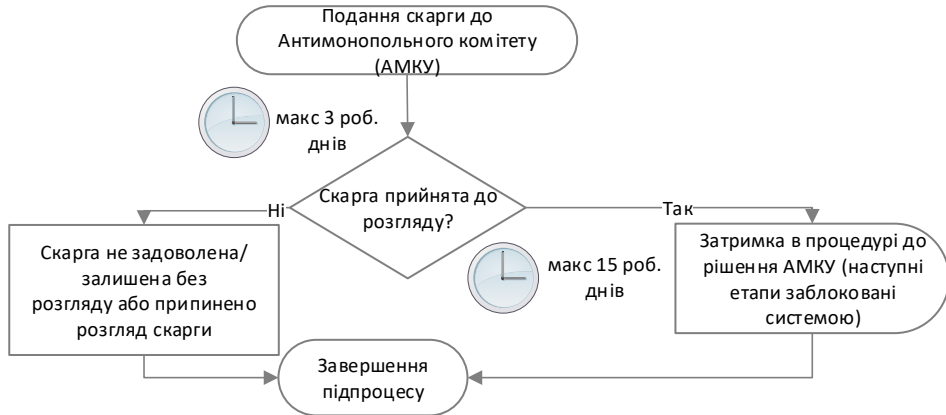 Подання скарги до
Антимонопольного комітету
(АМКУ)
макс 3 роб.
днів
Скарга прийнята до
розгляду?
Ні
Так
Скарга не задоволена/
залишена без
розгляду або припинено
розгляд скарги
макс 15 роб.
днів
Затримка в процедурі до
рішення АМКУ (наступні
етапи заблоковані
системою)
Завершення
підпроцесу